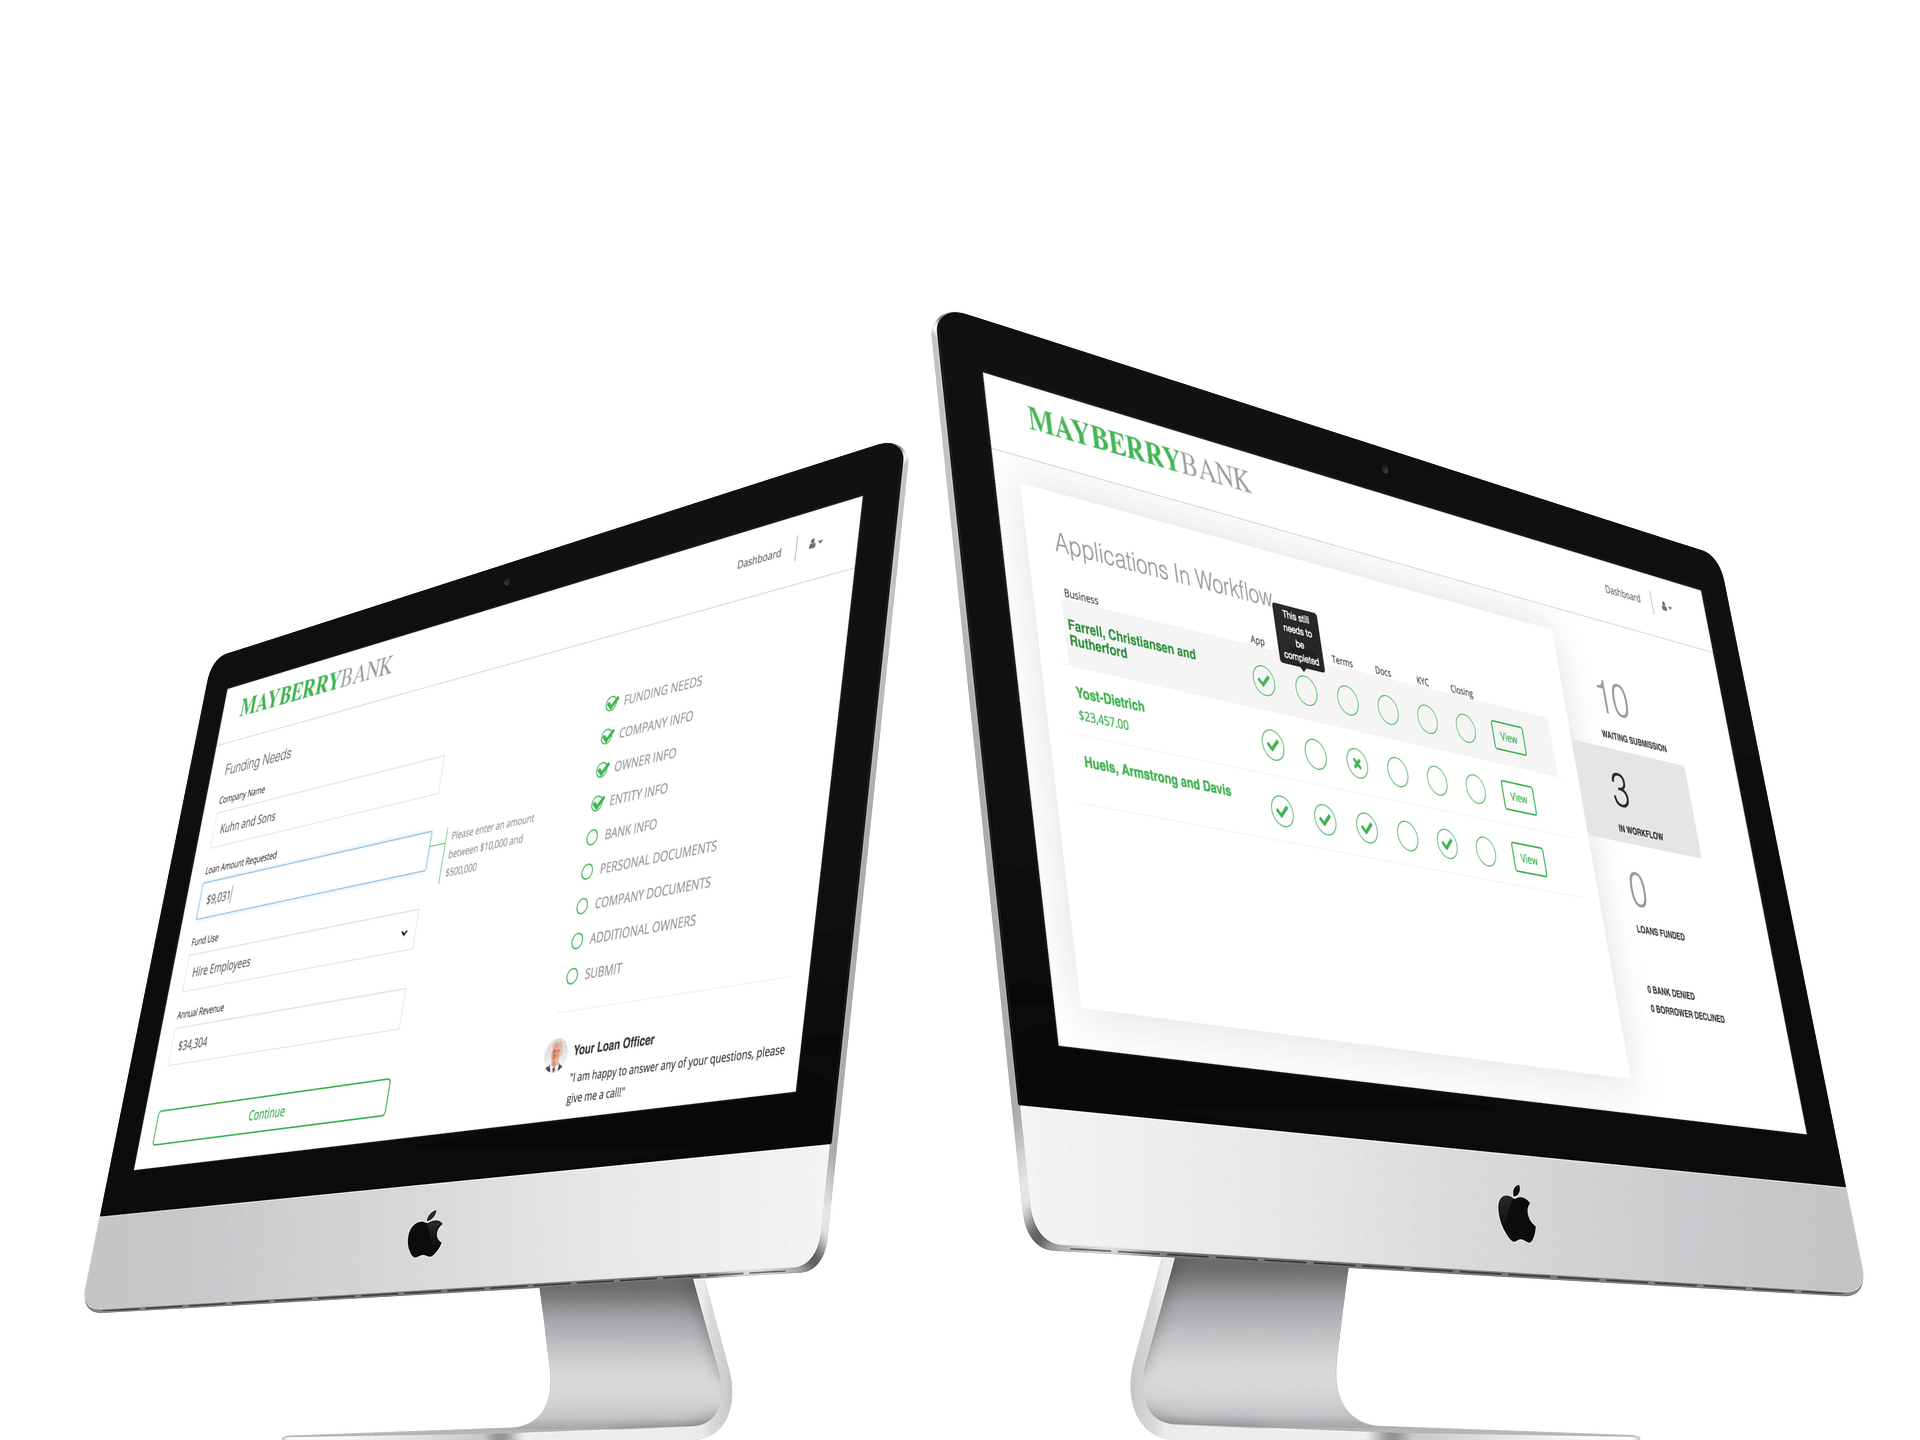 MAYBERRYBANK
Dashboard
Funding Needs
Company Name
Kuhn and Sons
Loan Amount Requested
$9,031
Please enter an amount
between $10,000 and
$500,000
Fund Use
Hire Employees
Annual Revenue
$34,304
Continue
FUNDING NEEDS
COMPANY INFO
OWNER INFO
ENTITY INFO
BANK INFO
PERSONAL DOCUMENTS
COMPANY DOCUMENTS
ADDITIONAL OWNERS
SUBMIT
Your Loan Officer
"I am happy to answer any of your questions, please
give me a call!"
MAYBERRYBANK
Dashboard
Applications In Workflow
Business
App
This still
needs to
be
completed
Terms
Docs
KYC
Closing
Farrell, Christiansen and
Rutherford
View
Yost-Dietrich
$23,457.00
View
Huels, Armstrong and Davis
View
10
WAITING SUBMISSION
3
IN WORKFLOW
0
LOANS FUNDED
0 BANK DENIED
0 BORROWER DECLINED